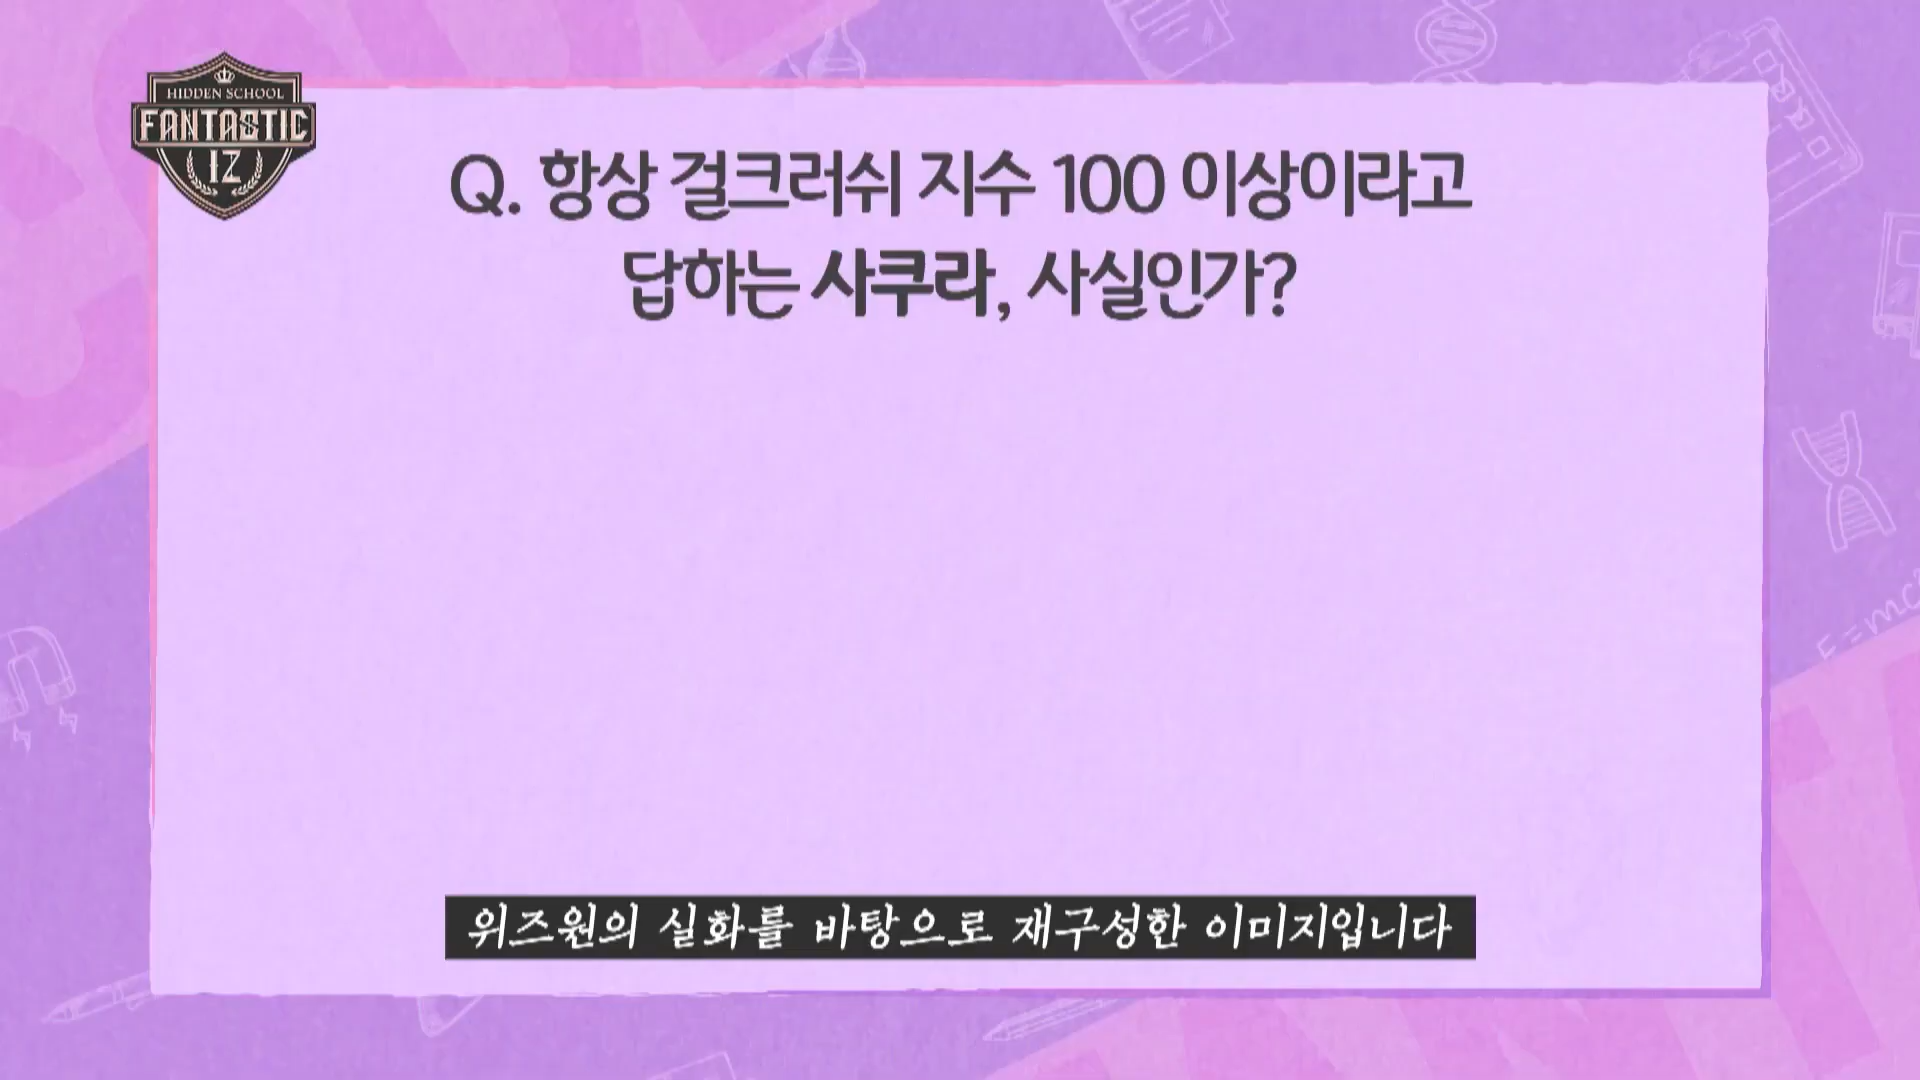 HIDDEN SCHOOL
FANTASTIC
IZ
Q. 항상 걸크러쉬 지수 100 이상이라고
답하는 사쿠라, 사실인가?
E=mc²
위즈원의 실화를 바탕으로 재구성한 이미지입니다